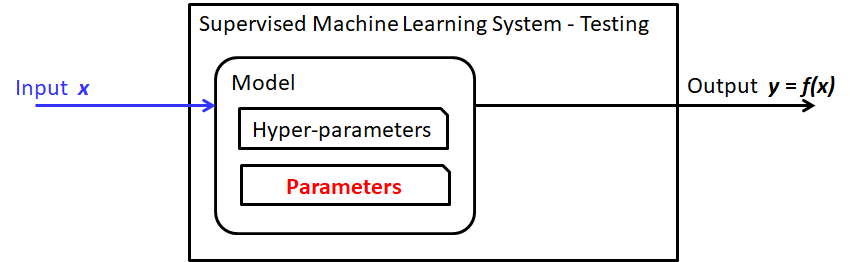 Supervised Machine Learning System - Testing
Input x
Model
Output y = f(x)
Hyper-parameters
Parameters